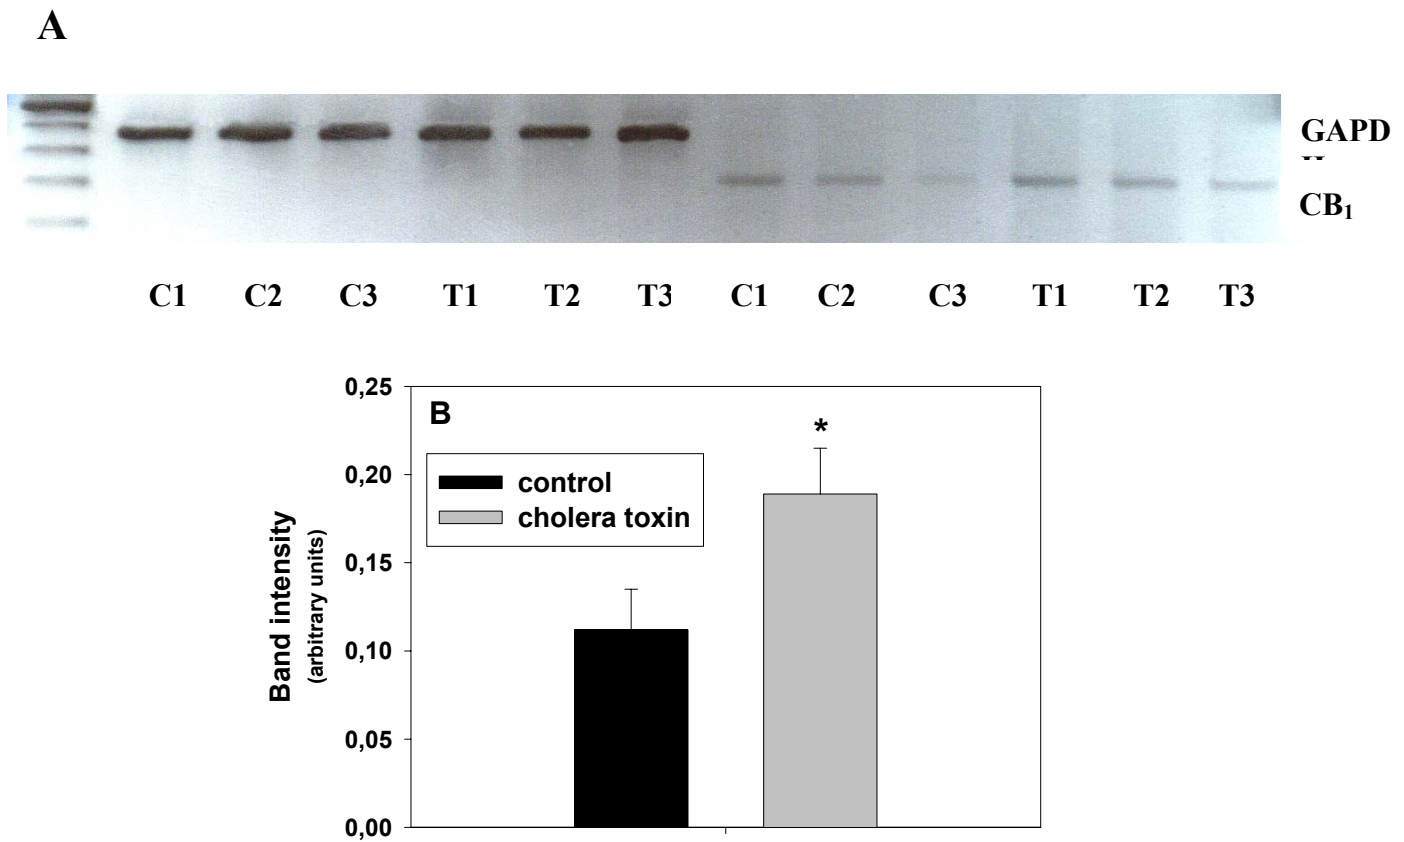 A
GAPD
CB₁
C1 C2 C3 T1 T2 T3 C1 C2 C3 T1 T2 T3
0,25
B
*
0,20
control
cholera toxin
0,15
0,10
0,05
0,00
Band intensity
(arbitrary units)